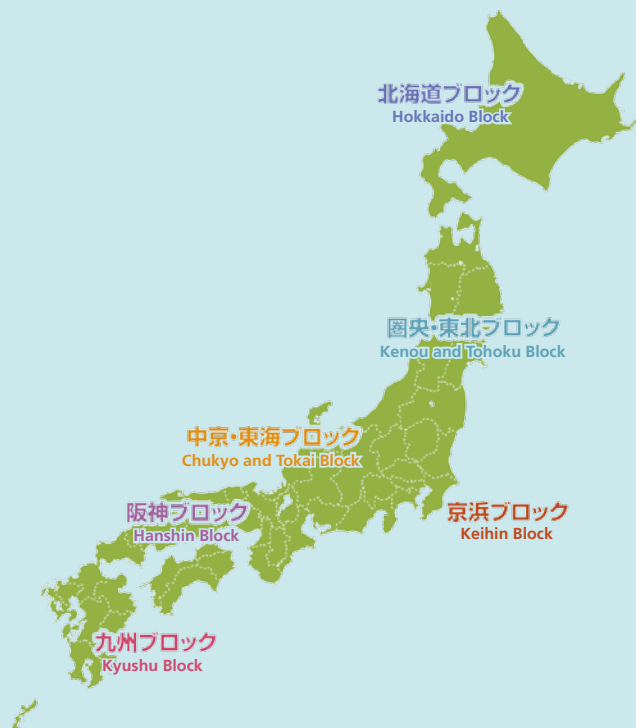 北海道ブロック
Hokkaido Block
圏央・東北ブロック
Kenou and Tohoku Block
中京・東海ブロック
Chukyo and Tokai Block
阪神ブロック
Hanshin Block
京浜ブロック
Keihin Block
九州ブロック
Kyushu Block